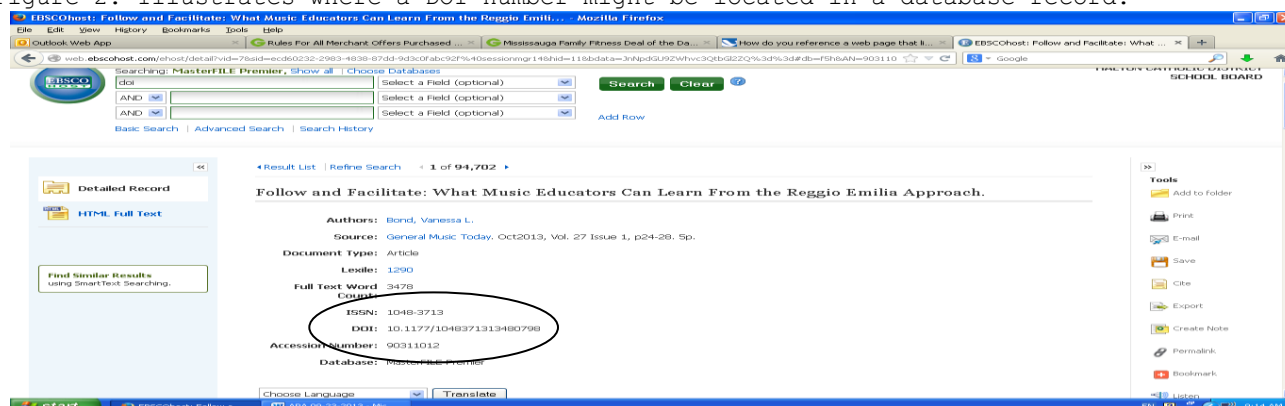 Figure 2: Illustrates where a DOI number might be located in a database record.
EBSCOhost: Follow and Facilitate: What Music Educators Can Learn From the Reggio Emili... - Mozilla Firefox
File Edit View History Bookmarks Tools Help
Outlook Web App
Rules For All Merchant Offers Purchased ...
Mississauga Family Fitness Deal of the Da...
How do you reference a web page that li...
EBSCOhost: Follow and Facilitate: What ...
Google
Searching: MasterFILE Premier, Show all | Choose Databases
SCHOOL BOARD
EBSCO HOST
doi
Select a Field (optional)
Search Clear
AND
Select a Field (optional)
AND
Select a Field (optional)
Add Row
Basic Search | Advanced Search | Search History
Result List | Refine Search 1 of 94,702
Tools
Detailed Record
HTML Full Text
Find Similar Results
using SmartText Searching.
Follow and Facilitate: What Music Educators Can Learn From the Reggio Emilia Approach.
Authors: Bond, Vanessa L.
Source: General Music Today. Oct2013, Vol. 27 Issue 1, p24-28. 5p.
Document Type: Article
Lexile: 1290
Full Text Word Count: 3478
ISSN: 1048-3713
DOI: 10.1177/1048371313480798
Accession Number: 90311012
Database: MasterFILE Premier
Choose Language
Translate
Add to folder
Print
E-mail
Save
Cite
Export
Create Note
Permalink
Bookmark
Listen